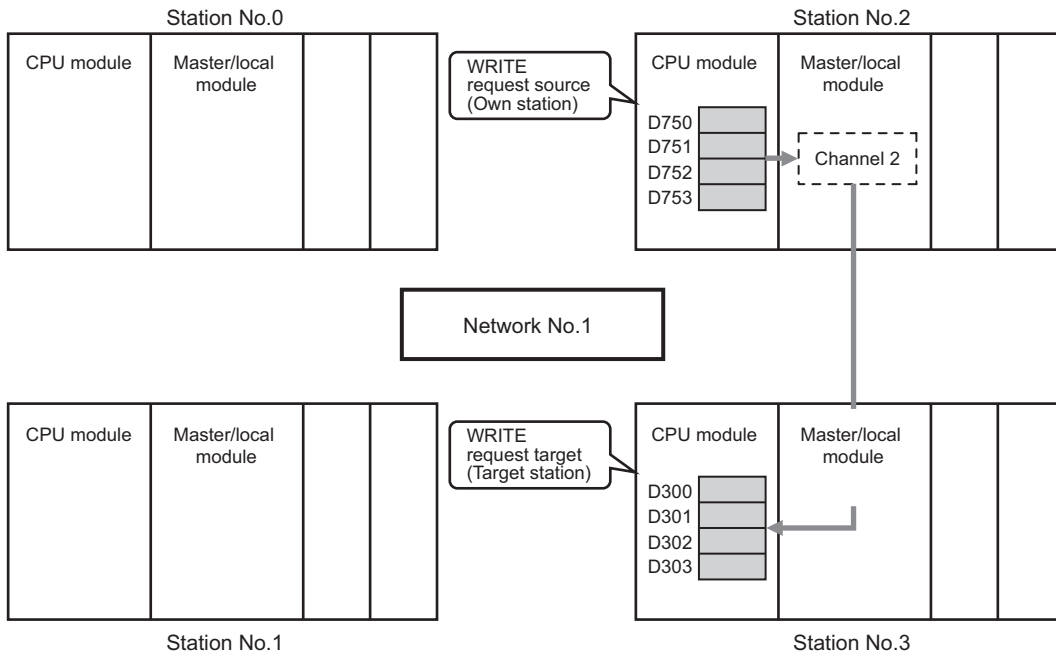 Station No.0
CPU module
Master/local
module
Station No.2
WRITE
request source
(Own station)
CPU module
D750
D751
D752
D753
Master/local
module
Channel 2
Network No.1
CPU module
Master/local
module
Station No.1
WRITE
request target
(Target station)
CPU module
D300
D301
D302
D303
Master/local
module
Station No.3